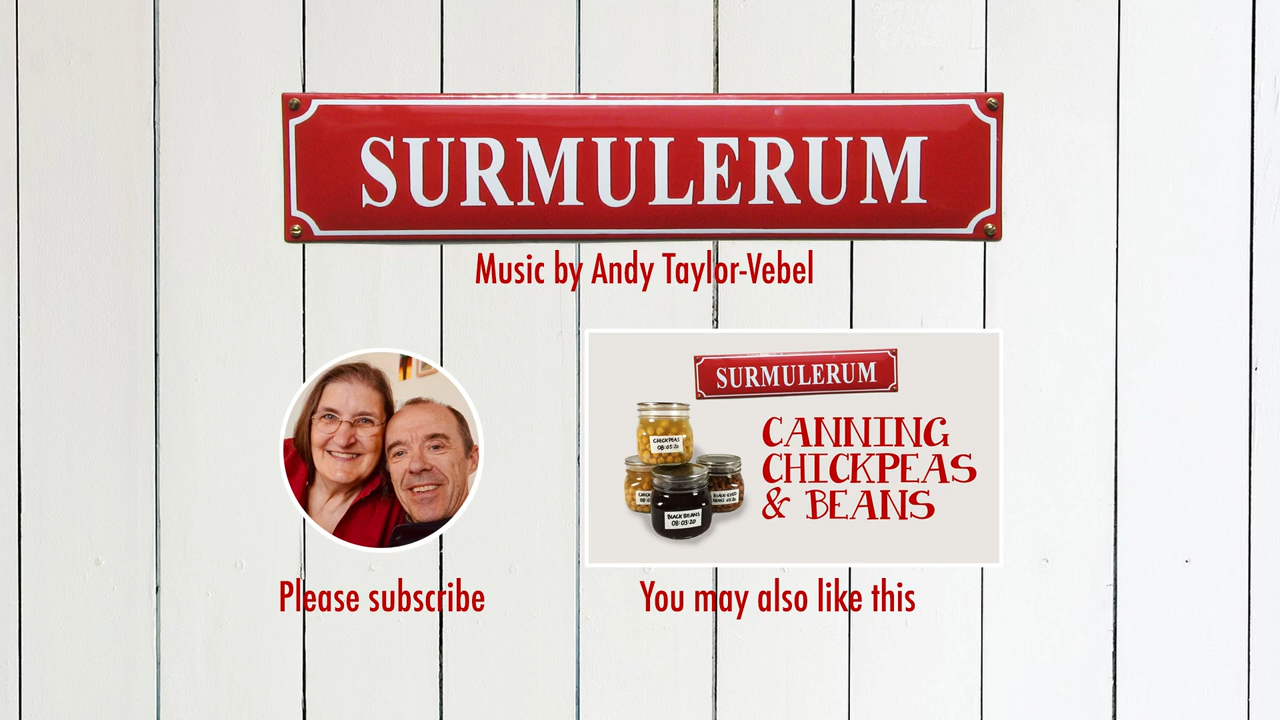 SURMULERUM
Music by Andy Taylor-Vebel
SURMULERUM
CANNING
CHICKPEAS
& BEANS
CHICKPEAS
08·03·20
BLACK BEANS
08·03·20
Please subscribe
You may also like this